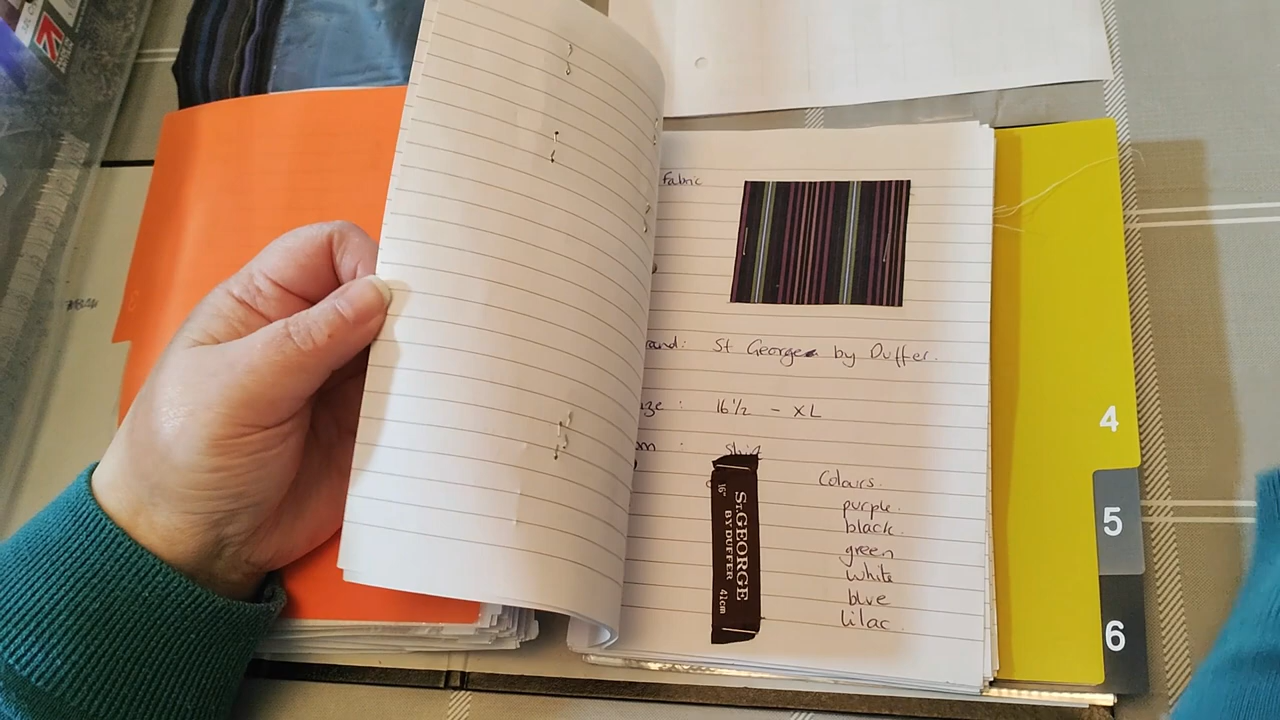 fabric
St George by Duffer.
16½ - XL
Colours.
purple.
black.
green
white
blue
lilac
16"
St.GEORGE
BY DUFFER
41cm
4
5
6